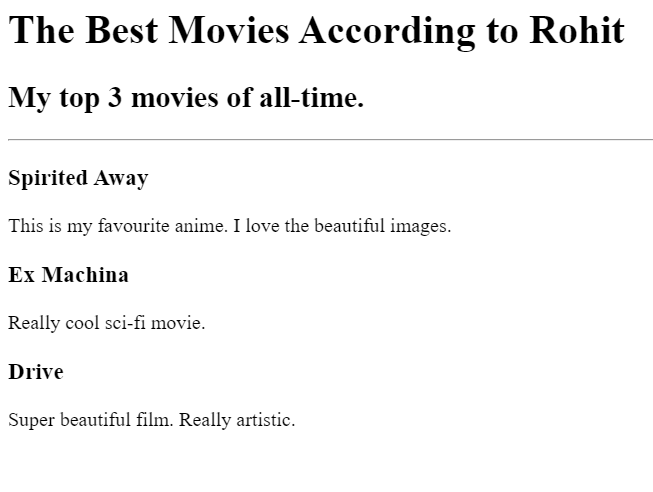 The Best Movies According to Rohit
My top 3 movies of all-time.
Spirited Away
This is my favourite anime. I love the beautiful images.
Ex Machina
Really cool sci-fi movie.
Drive
Super beautiful film. Really artistic.